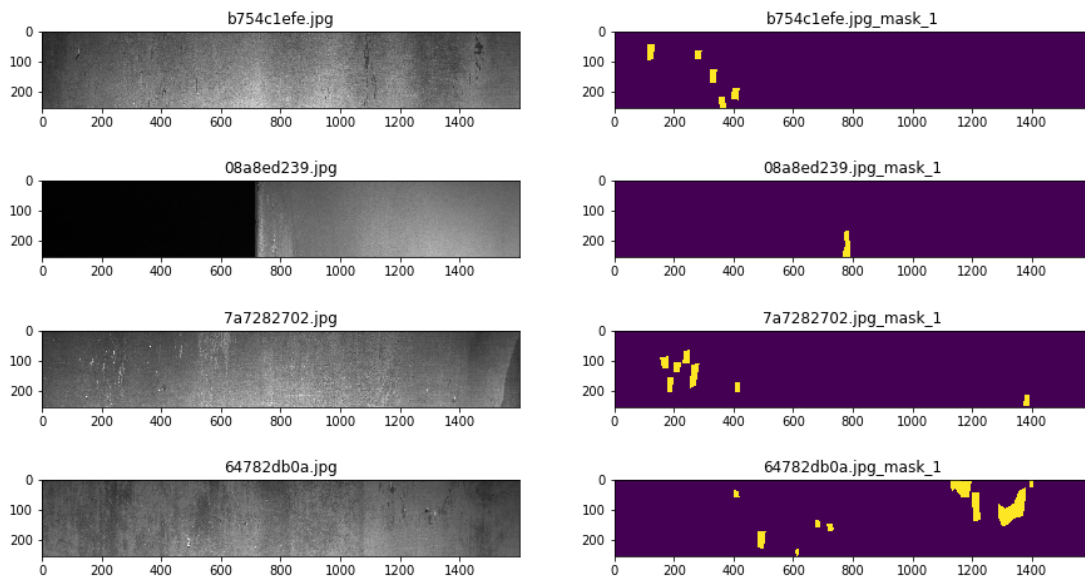 b754c1efe.jpg b754c1efe.jpg_mask_1
0 0
100 100
200 200
0 200 400 600 800 1000 1200 1400 0 200 400 600 800 1000 1200 1400
08a8ed239.jpg 08a8ed239.jpg_mask_1
0 0
100 100
200 200
0 200 400 600 800 1000 1200 1400 0 200 400 600 800 1000 1200 1400
7a7282702.jpg 7a7282702.jpg_mask_1
0 0
100 100
200 200
0 200 400 600 800 1000 1200 1400 0 200 400 600 800 1000 1200 1400
64782db0a.jpg 64782db0a.jpg_mask_1
0 0
100 100
200 200
0 200 400 600 800 1000 1200 1400 0 200 400 600 800 1000 1200 1400